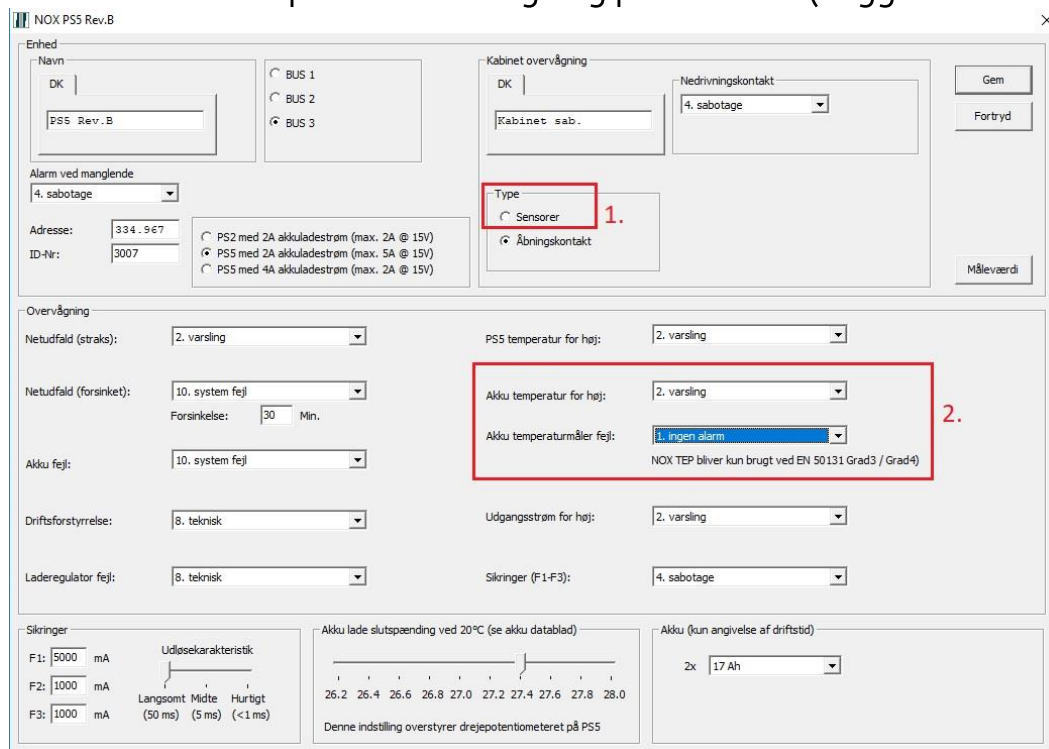 NOX PS5 Rev.B
Enhed
Navn
DK
PS5 Rev.B
BUS 1
BUS 2
BUS 3
Alarm ved manglende
4. sabotage
Adresse: 334.967
ID-Nr: 3007
PS2 med 2A akkuladestrøm (max. 2A @ 15V)
PS5 med 2A akkuladestrøm (max. 5A @ 15V)
PS5 med 4A akkuladestrøm (max. 2A @ 15V)
Kabinet overvågning
DK
Kabinet sab.
Nedrivningskontakt
4. sabotage
Type
Sensorer
1.
Åbningskontakt
Gem
Fortryd
Måleværdi
Overvågning
Netudfald (straks): 2. varsling
Netudfald (forsinket): 10. system fejl
Forsinkelse: 30 Min.
Akku fejl: 10. system fejl
Driftsforstyrrelse: 8. teknisk
Laderegulator fejl: 8. teknisk
PS5 temperatur for høj: 2. varsling
Akku temperatur for høj: 2. varsling
2.
Akku temperaturmåler fejl: 1. ingen alarm
NOX TEP bliver kun brugt ved EN 50131 Grad3 / Grad4)
Udgangsstrøm for høj: 2. varsling
Sikringer (F1-F3): 4. sabotage
Sikringer
F1: 5000 mA
F2: 1000 mA
F3: 1000 mA
Udløsekarakteristik
Langsomt Midte Hurtigt
(50 ms) (5 ms) (<1 ms)
Akku lade slutspænding ved 20°C (se akku datablad)
26.2 26.4 26.6 26.8 27.0 27.2 27.4 27.6 27.8 28.0
Denne indstilling overstyrer drejepotentiometeret på PS5
Akku (kun angivelse af driftstid)
2x 17 Ah